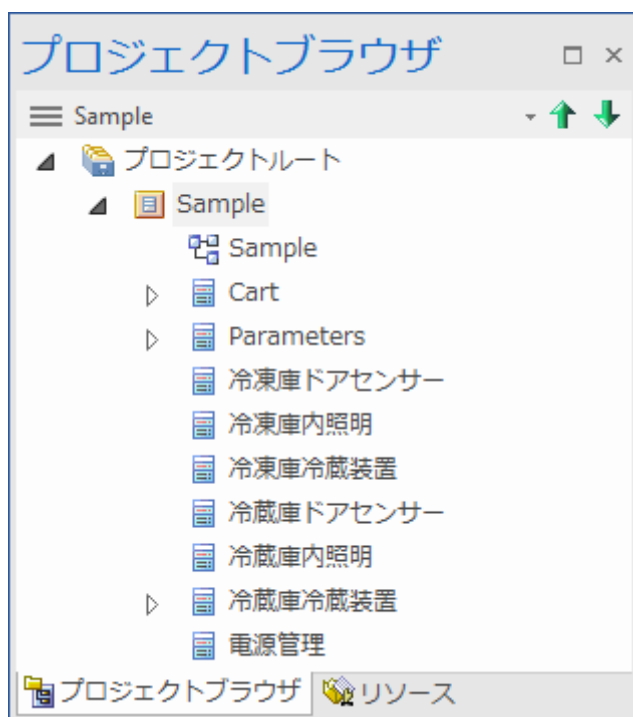 プロジェクトブラウザ
Sample
プロジェクトルート
Sample
Sample
Cart
Parameters
冷凍庫ドアセンサー
冷凍庫内照明
冷凍庫冷蔵装置
冷蔵庫ドアセンサー
冷蔵庫内照明
冷蔵庫冷蔵装置
電源管理
プロジェクトブラウザ リソース